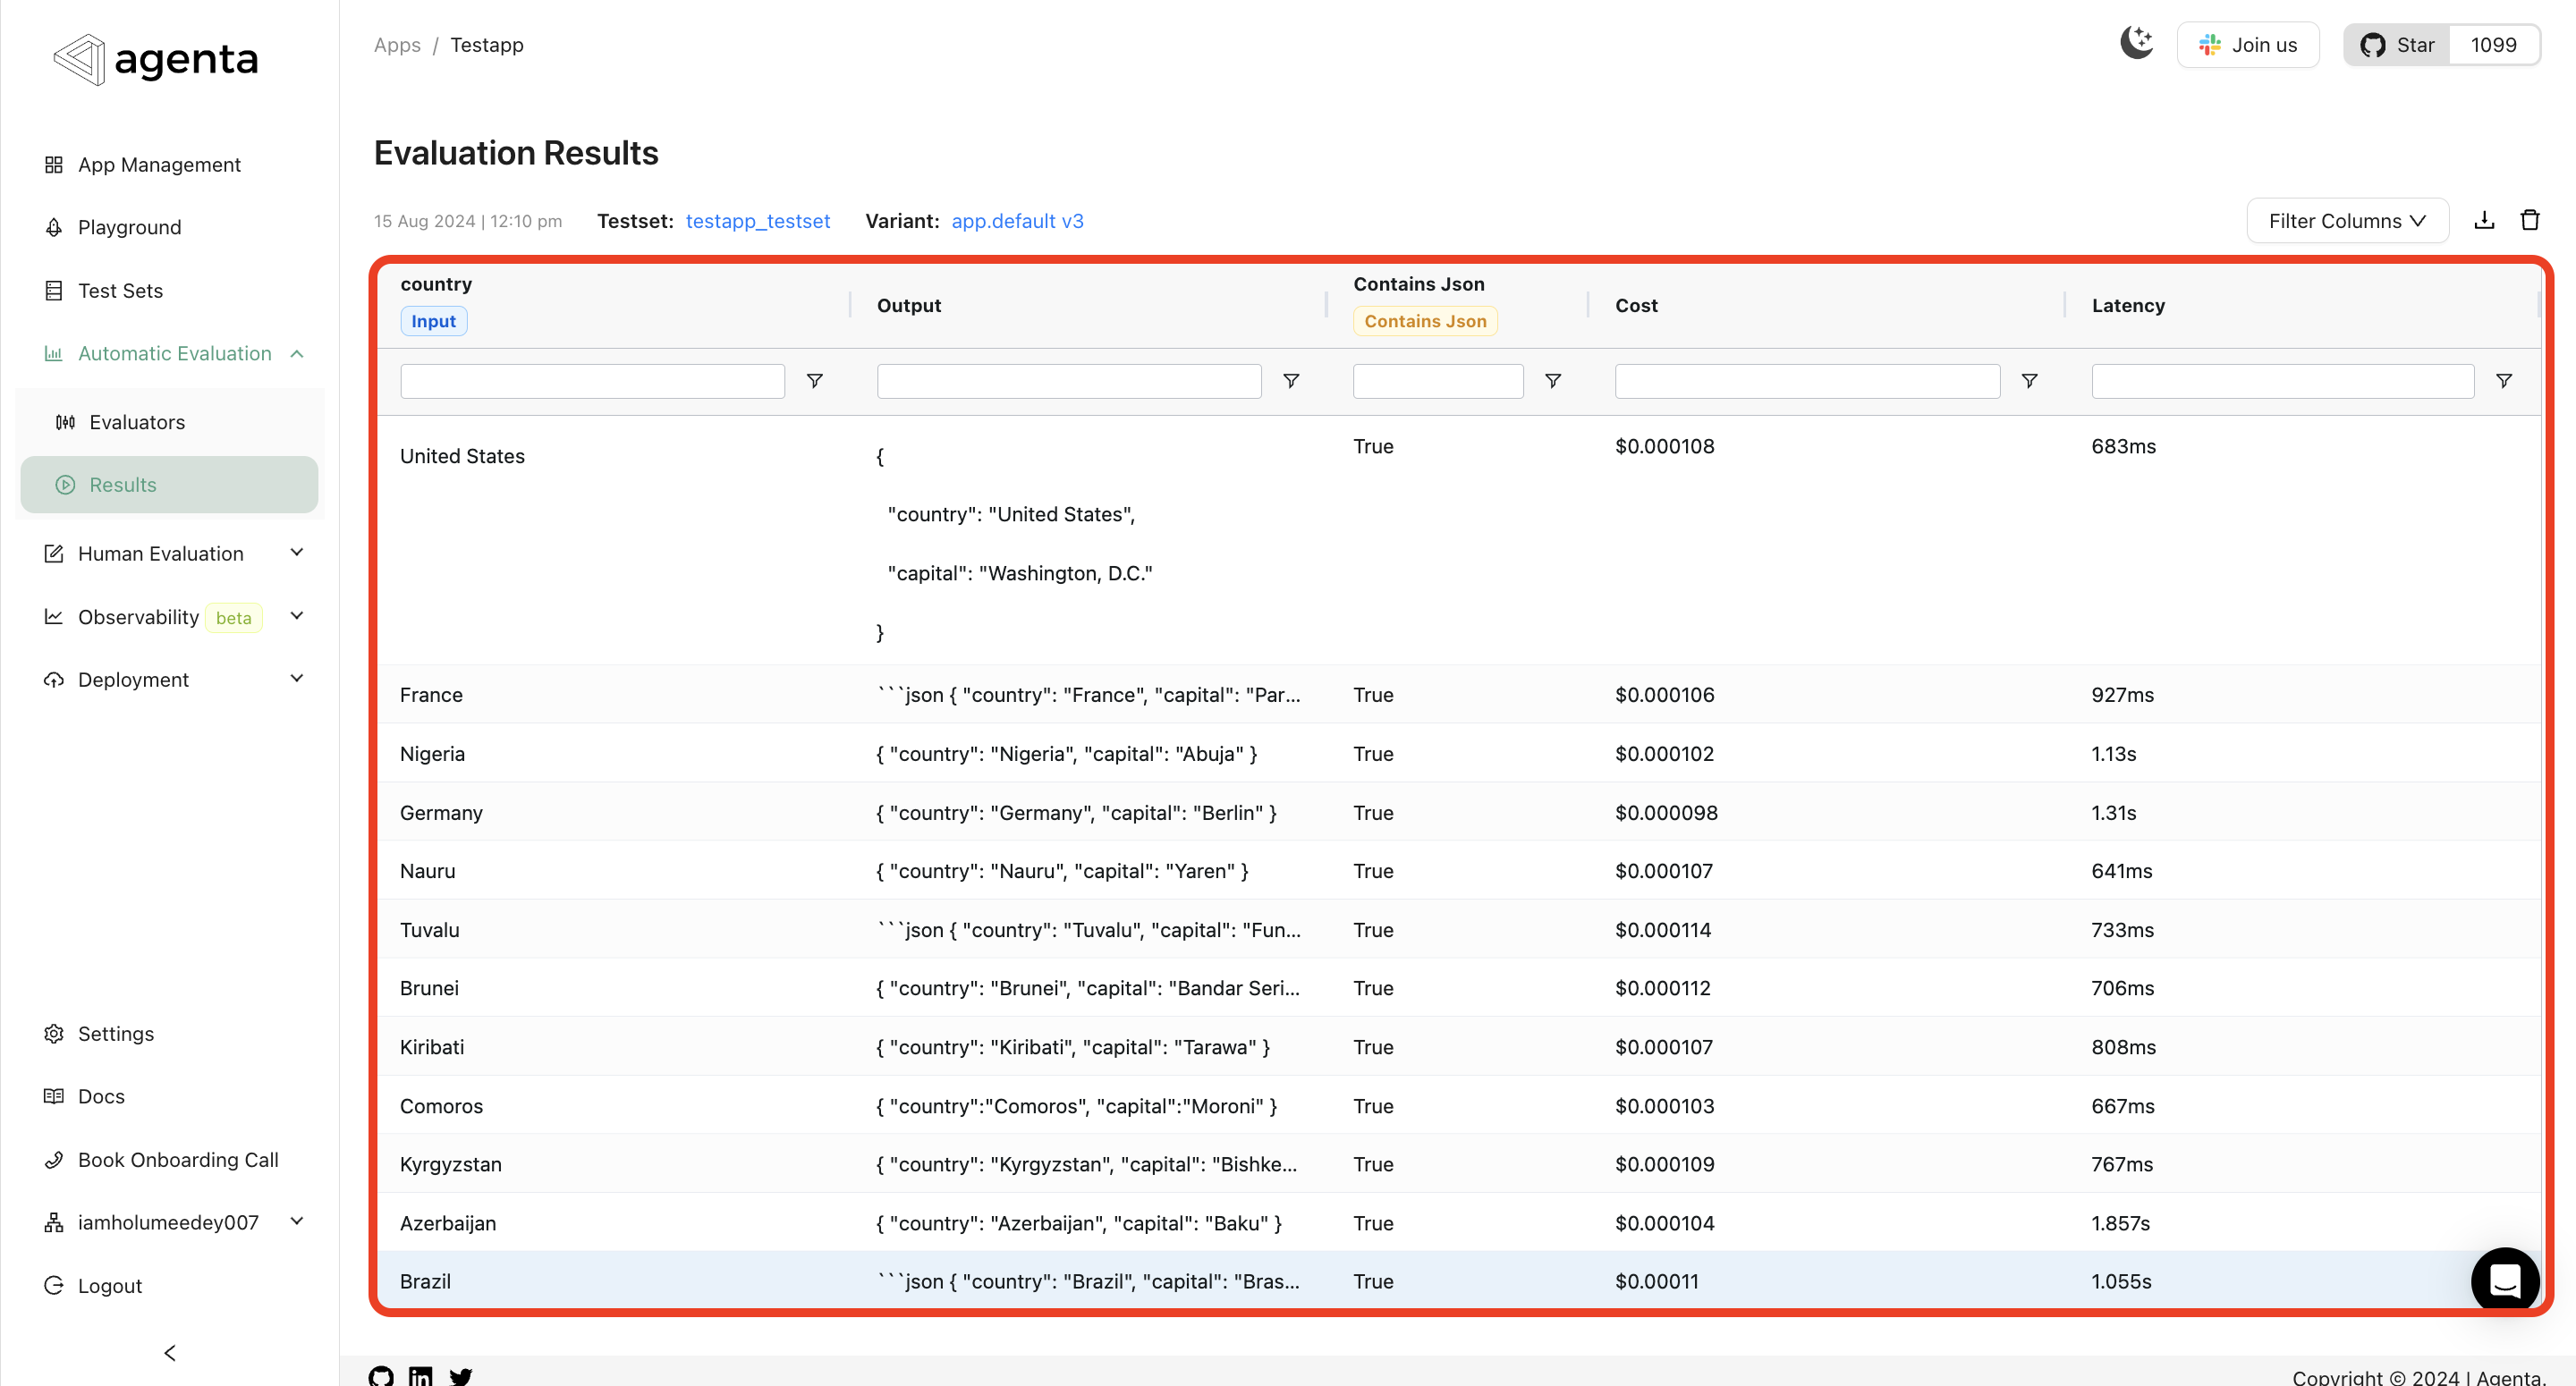 agenta
Apps / Testapp
Join us
Star 1099
App Management
Playground
Test Sets
Automatic Evaluation
Evaluators
Results
Human Evaluation
Observability beta
Deployment
Settings
Docs
Book Onboarding Call
iamholumeedey007
Logout
Evaluation Results
15 Aug 2024 | 12:10 pm Testset: testapp_testset Variant: app.default v3
Filter Columns
country Input Output Contains Json Contains Json Cost Latency
United States { True $0.000108 683ms
"country": "United States",
"capital": "Washington, D.C."
}
France ```json { "country": "France", "capital": "Par... True $0.000106 927ms
Nigeria { "country": "Nigeria", "capital": "Abuja" } True $0.000102 1.13s
Germany { "country": "Germany", "capital": "Berlin" } True $0.000098 1.31s
Nauru { "country": "Nauru", "capital": "Yaren" } True $0.000107 641ms
Tuvalu ```json { "country": "Tuvalu", "capital": "Fun... True $0.000114 733ms
Brunei { "country": "Brunei", "capital": "Bandar Seri... True $0.000112 706ms
Kiribati { "country": "Kiribati", "capital": "Tarawa" } True $0.000107 808ms
Comoros { "country":"Comoros", "capital":"Moroni" } True $0.000103 667ms
Kyrgyzstan { "country": "Kyrgyzstan", "capital": "Bishke... True $0.000109 767ms
Azerbaijan { "country": "Azerbaijan", "capital": "Baku" } True $0.000104 1.857s
Brazil ```json { "country": "Brazil", "capital": "Bras... True $0.00011 1.055s
Copyright © 2024 | Agenta.